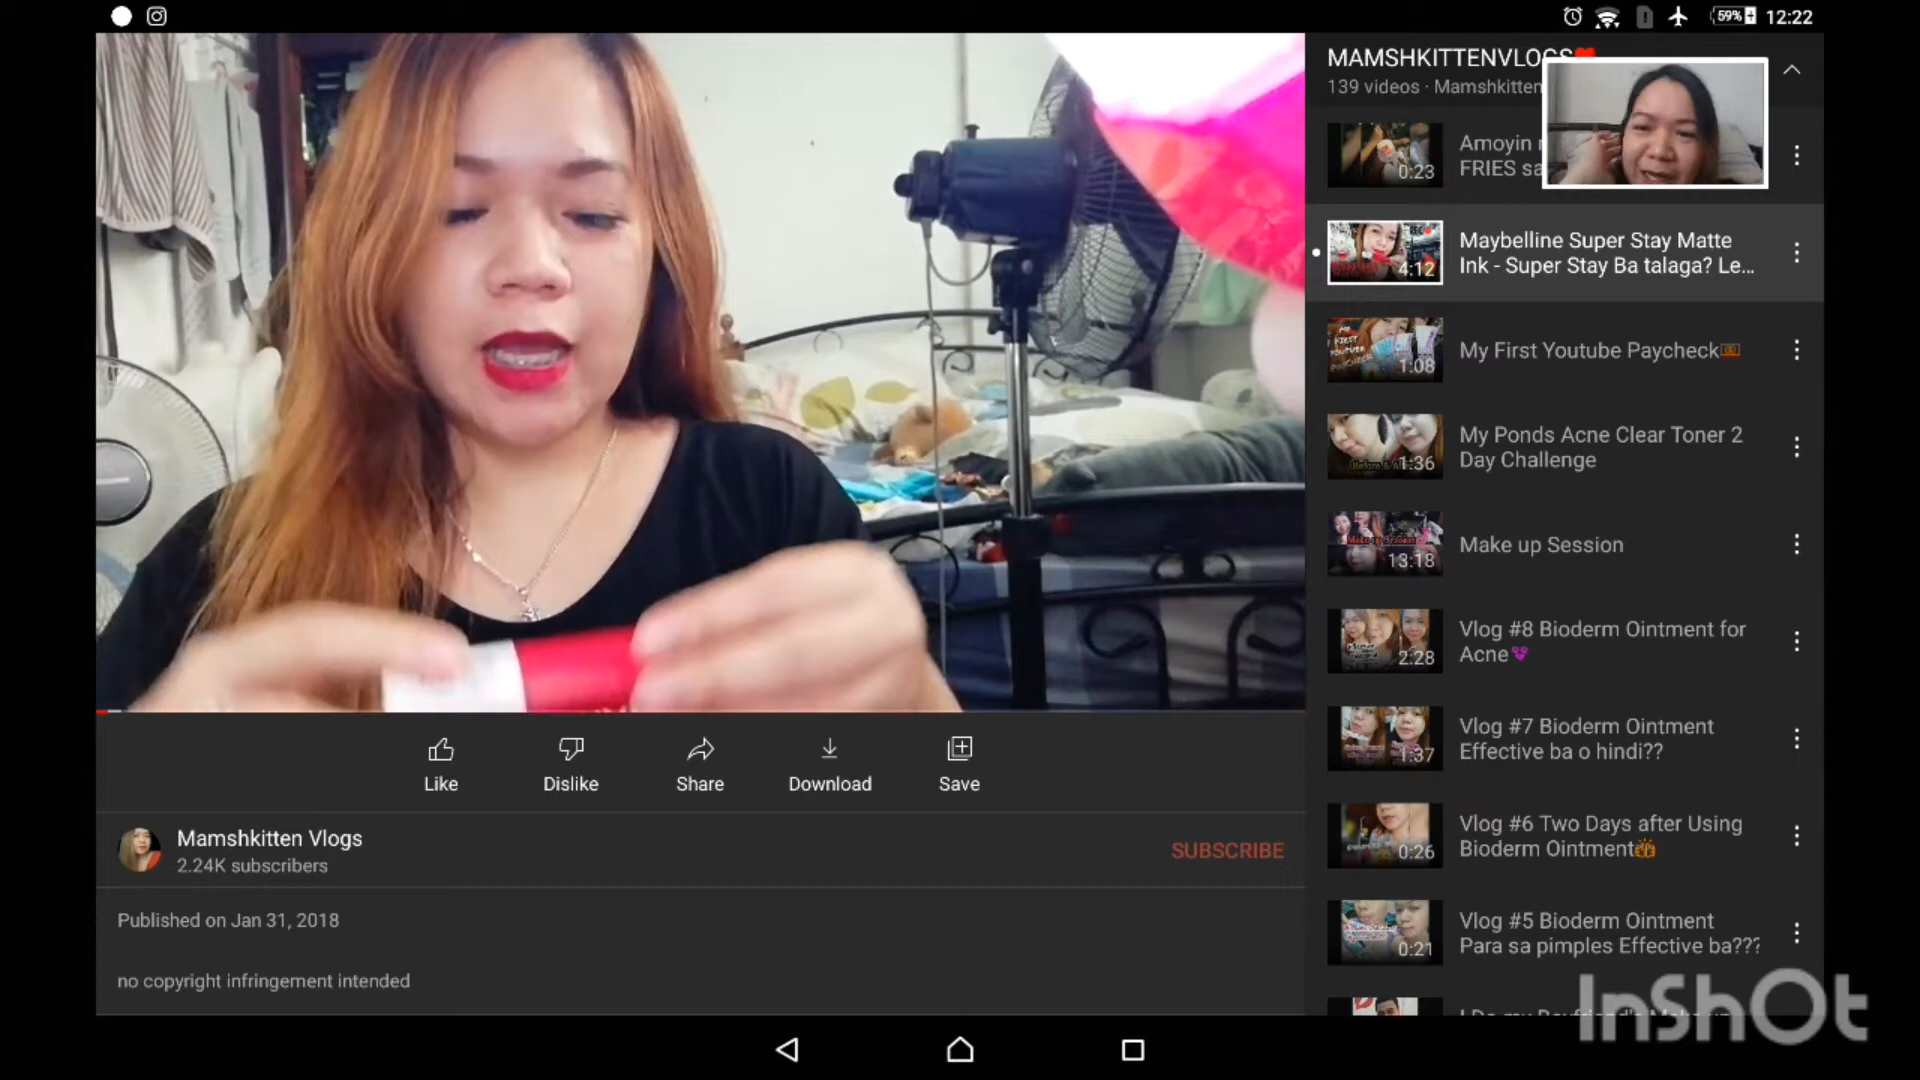 59%
12:22
MAMSHKITTENVLOGS
139 videos · Mamshkitten
Amoyin
FRIES sa
0:23
Maybelline Super Stay Matte
Ink - Super Stay Ba talaga? Le...
4:12
My First Youtube Paycheck
1:08
My Ponds Acne Clear Toner 2
Day Challenge
1:36
Make up Session
13:18
Vlog #8 Bioderm Ointment for
Acne
2:28
Vlog #7 Bioderm Ointment
Effective ba o hindi??
1:37
Vlog #6 Two Days after Using
Bioderm Ointment
0:26
Vlog #5 Bioderm Ointment
Para sa pimples Effective ba???
0:21
Like
Dislike
Share
Download
Save
Mamshkitten Vlogs
2.24K subscribers
SUBSCRIBE
Published on Jan 31, 2018
no copyright infringement intended
InShOt